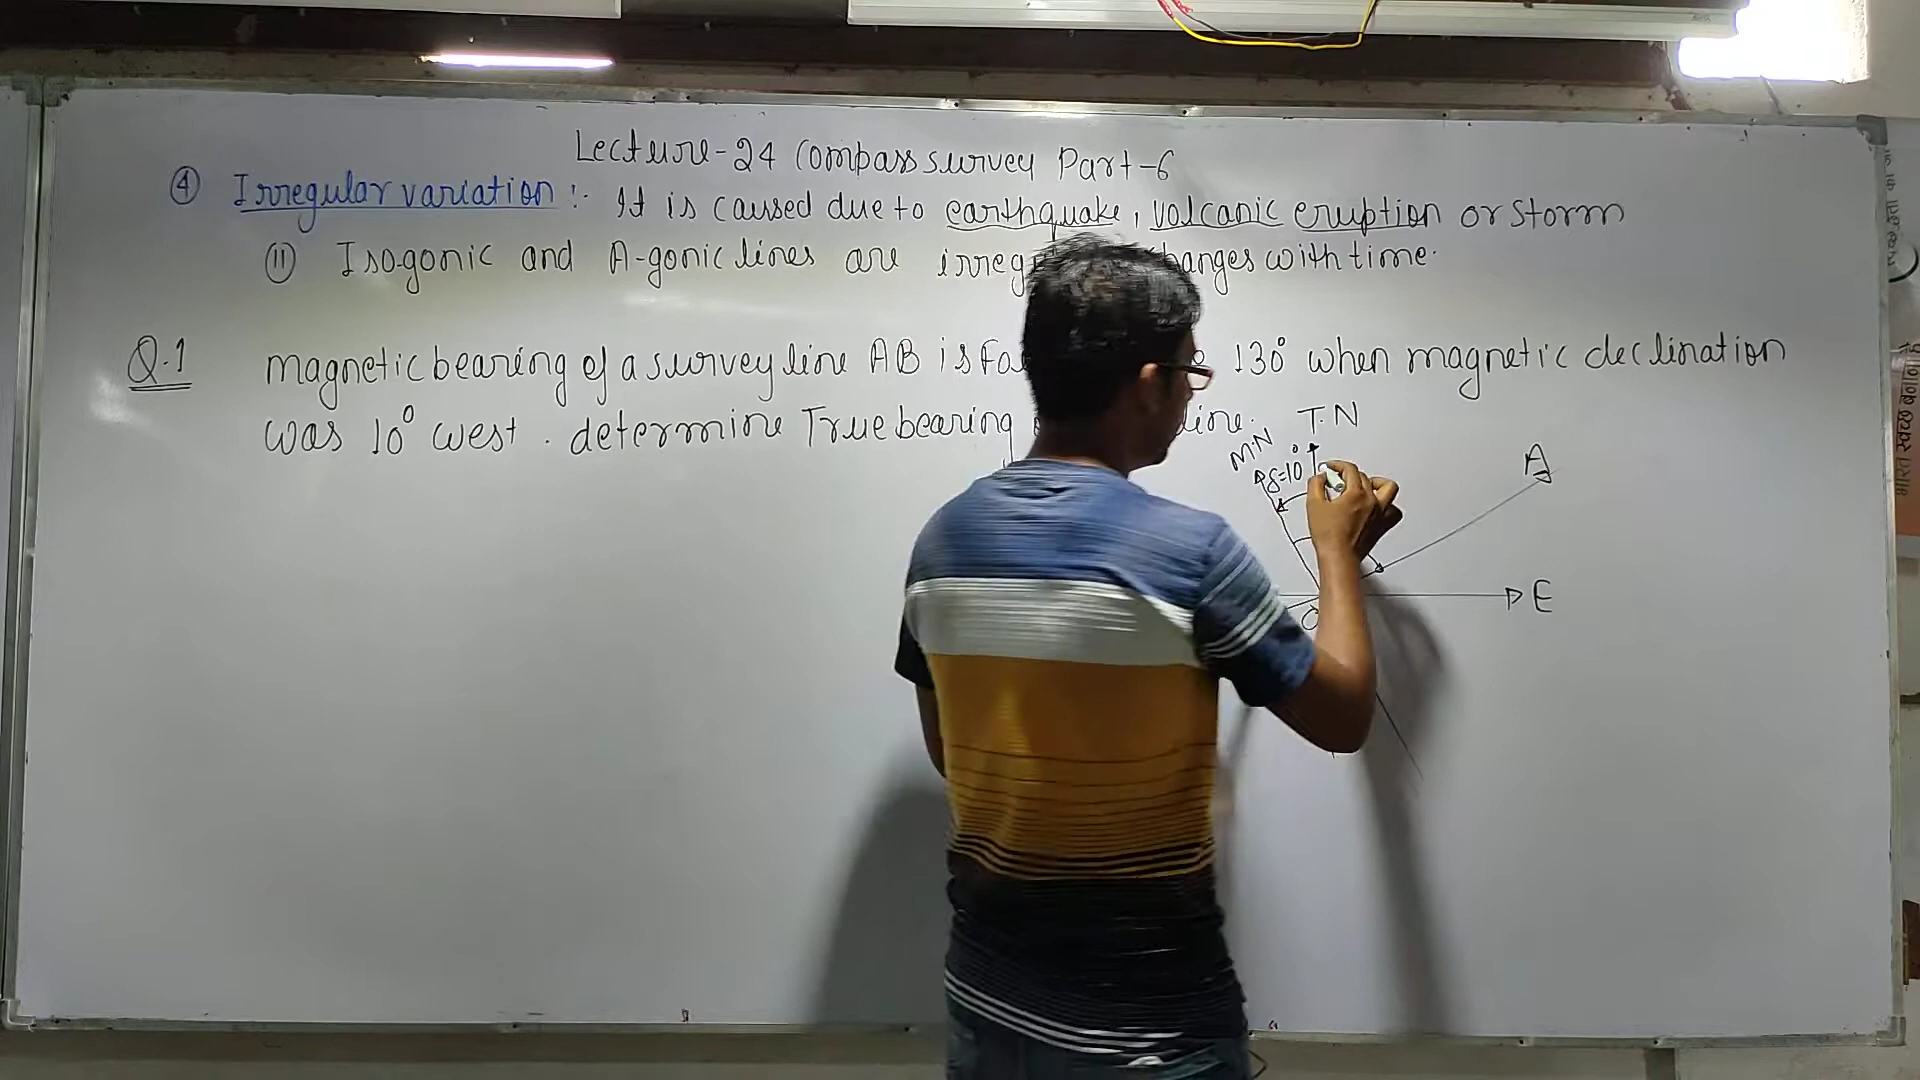 Lecture-24 Compass survey Part-6
④ Irregular variation :- It is caused due to earthquake, volcanic eruption or storm
⑪ Isogonic and A-gonic lines are changes with time.
Q.1 magnetic bearing of a survey line AB is 130° when magnetic declination
was 10° west. determine True bearing line.
T.N
M.N
δ=10°
A
E
O